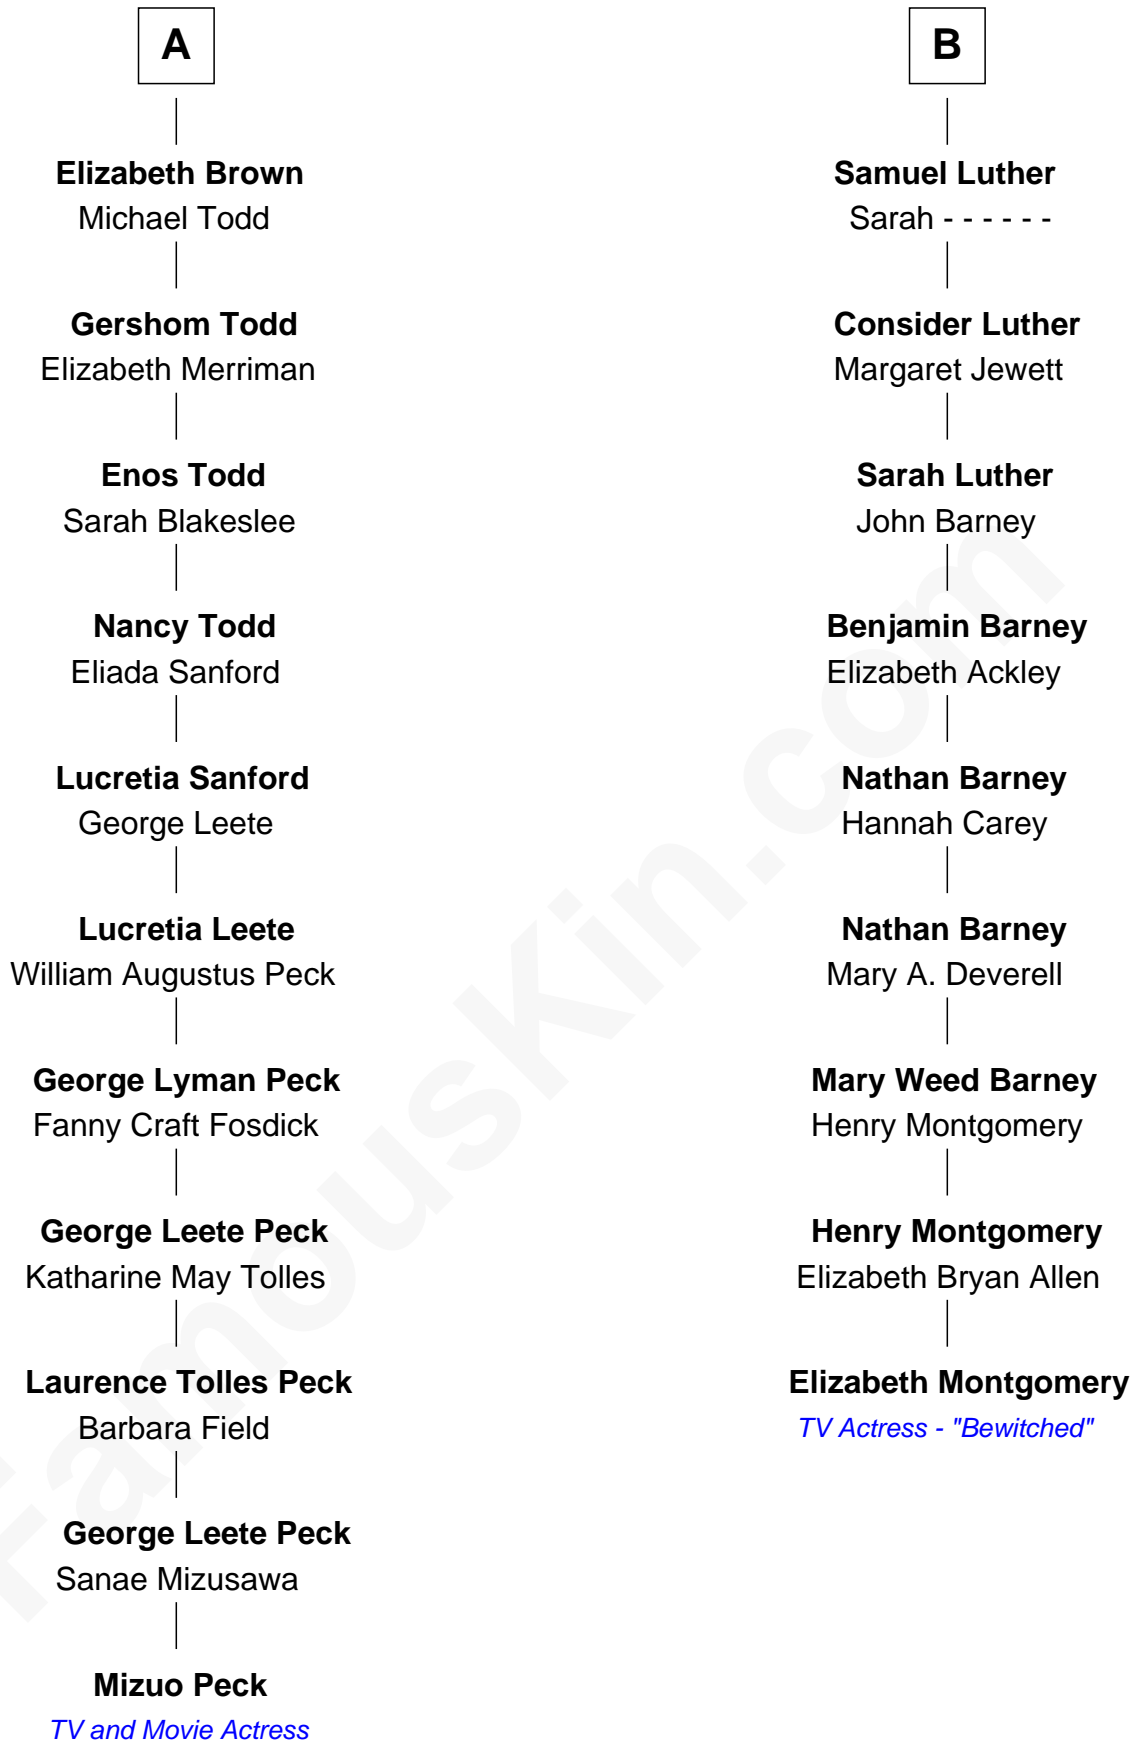 A
Elizabeth Brown
Michael Todd
Gershom Todd
Elizabeth Merriman
Enos Todd
Sarah Blakeslee
Nancy Todd
Eliada Sanford
Lucretia Sanford
George Leete
Lucretia Leete
William Augustus Peck
George Lyman Peck
Fanny Craft Fosdick
George Leete Peck
Katharine May Tolles
Laurence Tolles Peck
Barbara Field
George Leete Peck
Sanae Mizusawa
Mizuo Peck
TV and Movie Actress
B
Samuel Luther
Sarah - - - - - -
Consider Luther
Margaret Jewett
Sarah Luther
John Barney
Benjamin Barney
Elizabeth Ackley
Nathan Barney
Hannah Carey
Nathan Barney
Mary A. Deverell
Mary Weed Barney
Henry Montgomery
Henry Montgomery
Elizabeth Bryan Allen
Elizabeth Montgomery
TV Actress - "Bewitched"
FamousKin.com